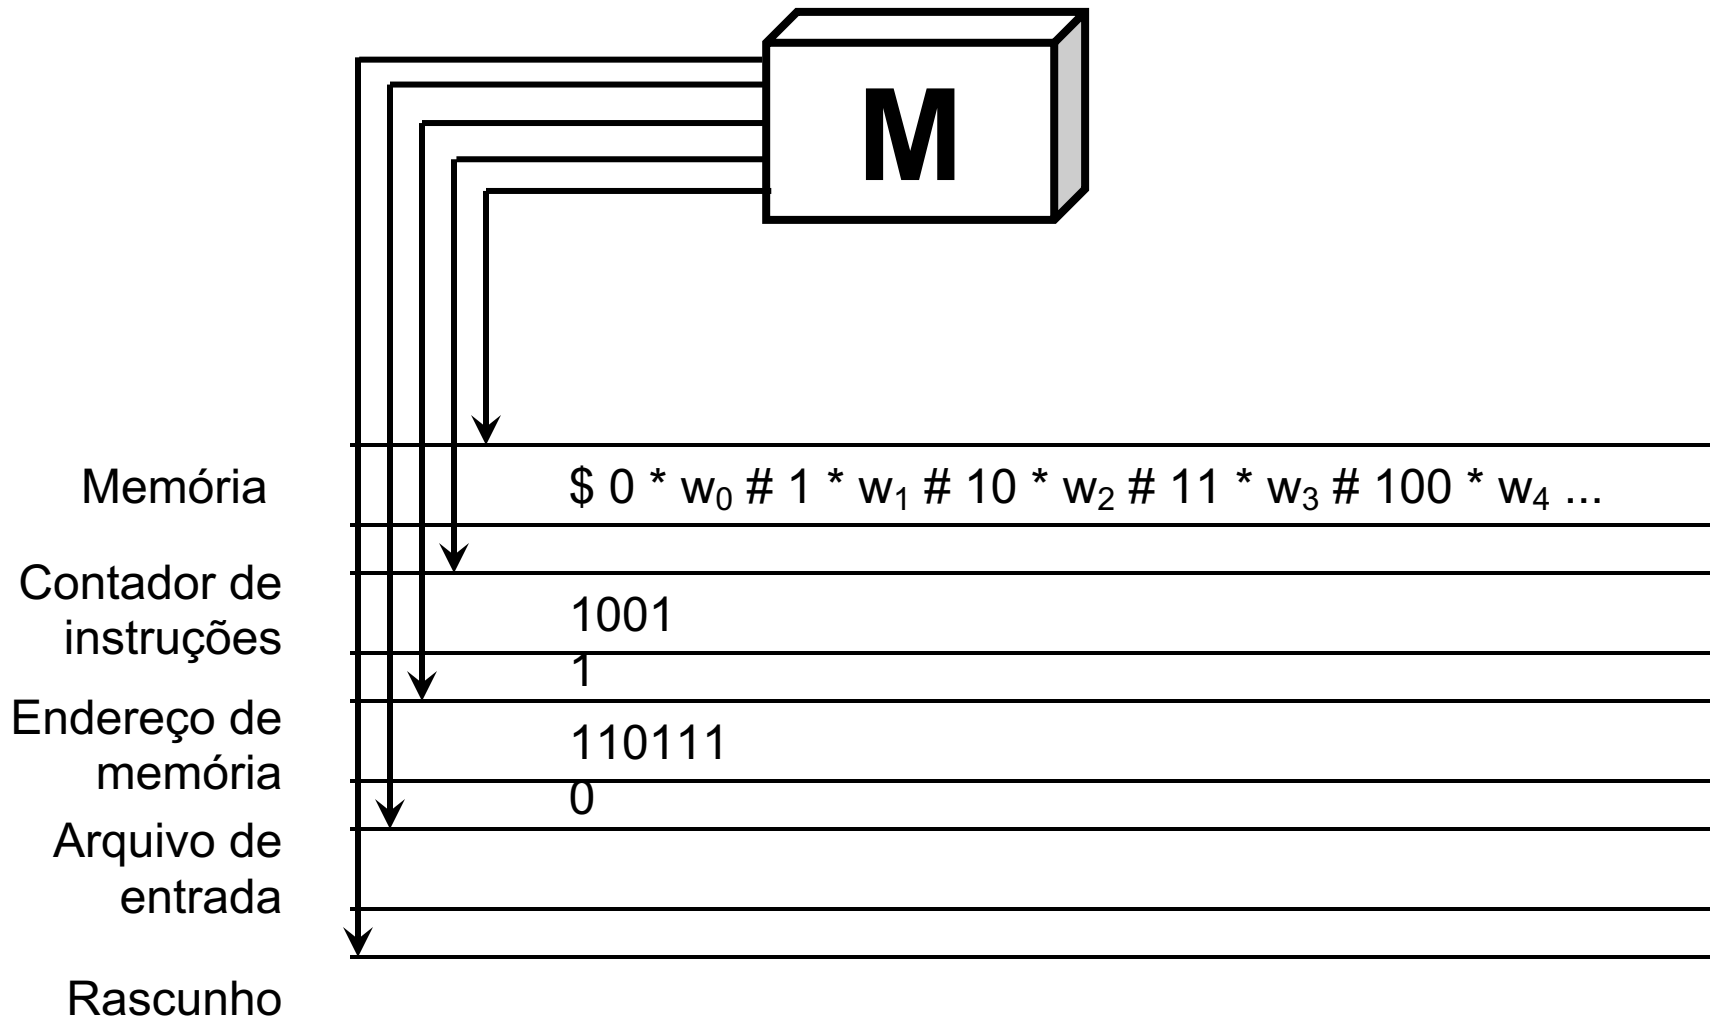 M
Memória
$ 0 * w₀ # 1 * w₁ # 10 * w₂ # 11 * w₃ # 100 * w₄ ...
Contador de
instruções
1001
1
Endereço de
memória
110111
0
Arquivo de
entrada
Rascunho